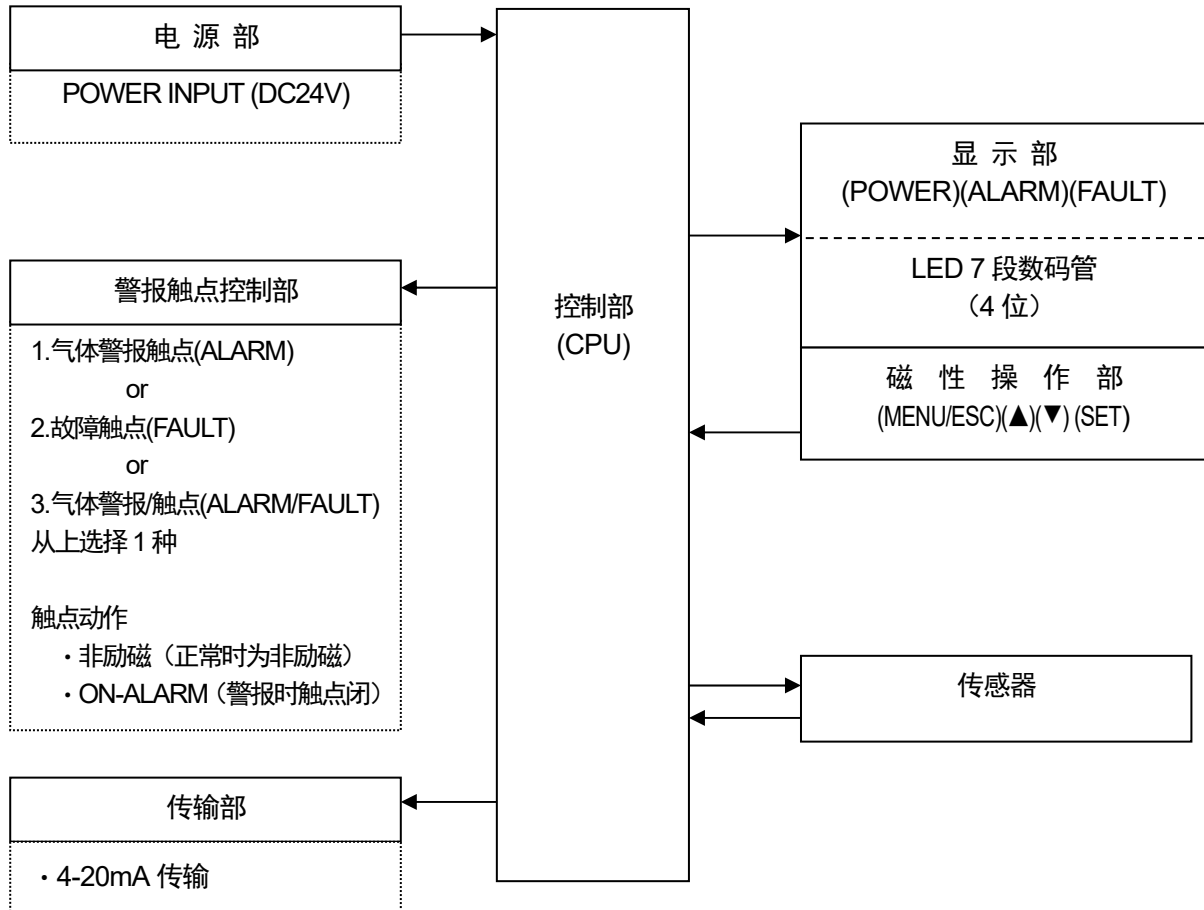 电 源 部
POWER INPUT (DC24V)
警报触点控制部
1.气体警报触点(ALARM)
or
2.故障触点(FAULT)
or
3.气体警报/触点(ALARM/FAULT)
从上选择 1 种
触点动作
・非励磁（正常时为非励磁）
・ON-ALARM（警报时触点闭）
传输部
・4-20mA 传输
控制部
(CPU)
显 示 部
(POWER)(ALARM)(FAULT)
LED 7 段数码管
（4 位）
磁 性 操 作 部
(MENU/ESC)(▲)(▼) (SET)
传感器